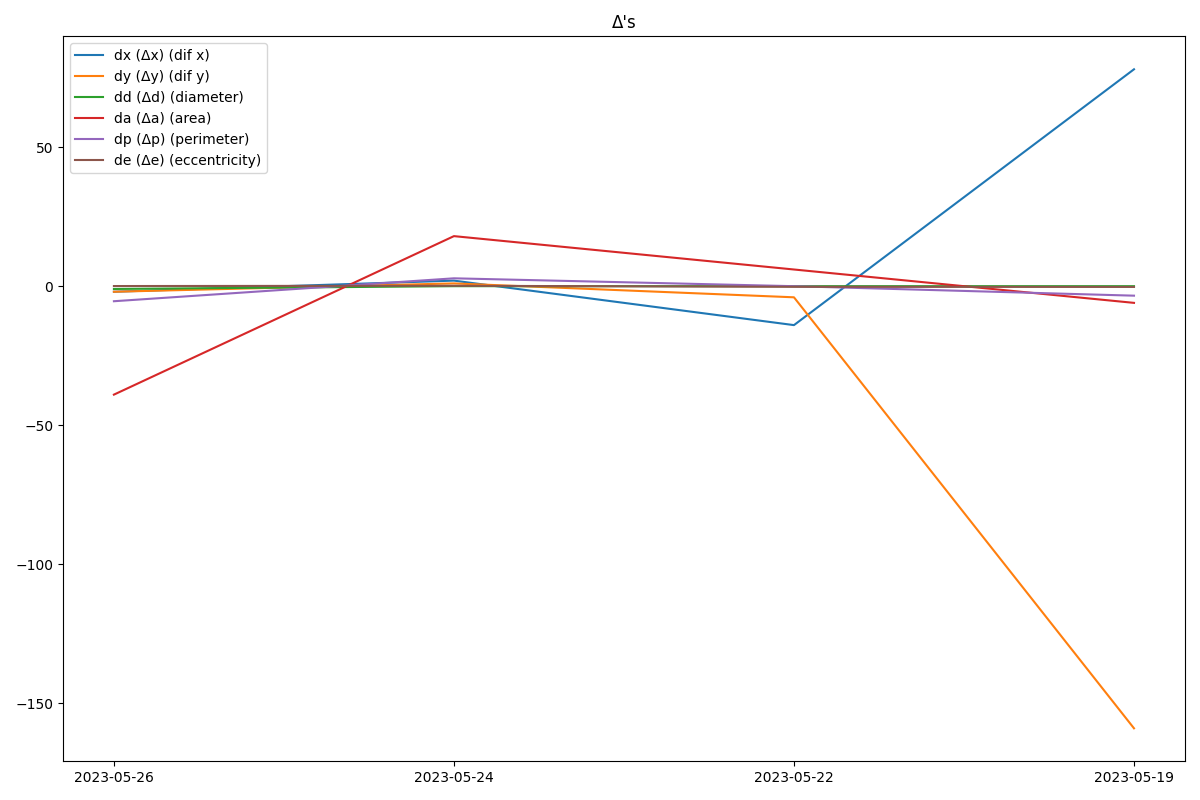 Δ's
dx (Δx) (dif x)
dy (Δy) (dif y)
dd (Δd) (diameter)
da (Δa) (area)
dp (Δp) (perimeter)
de (Δe) (eccentricity)
50
0
−50
−100
−150
2023-05-26
2023-05-24
2023-05-22
2023-05-19